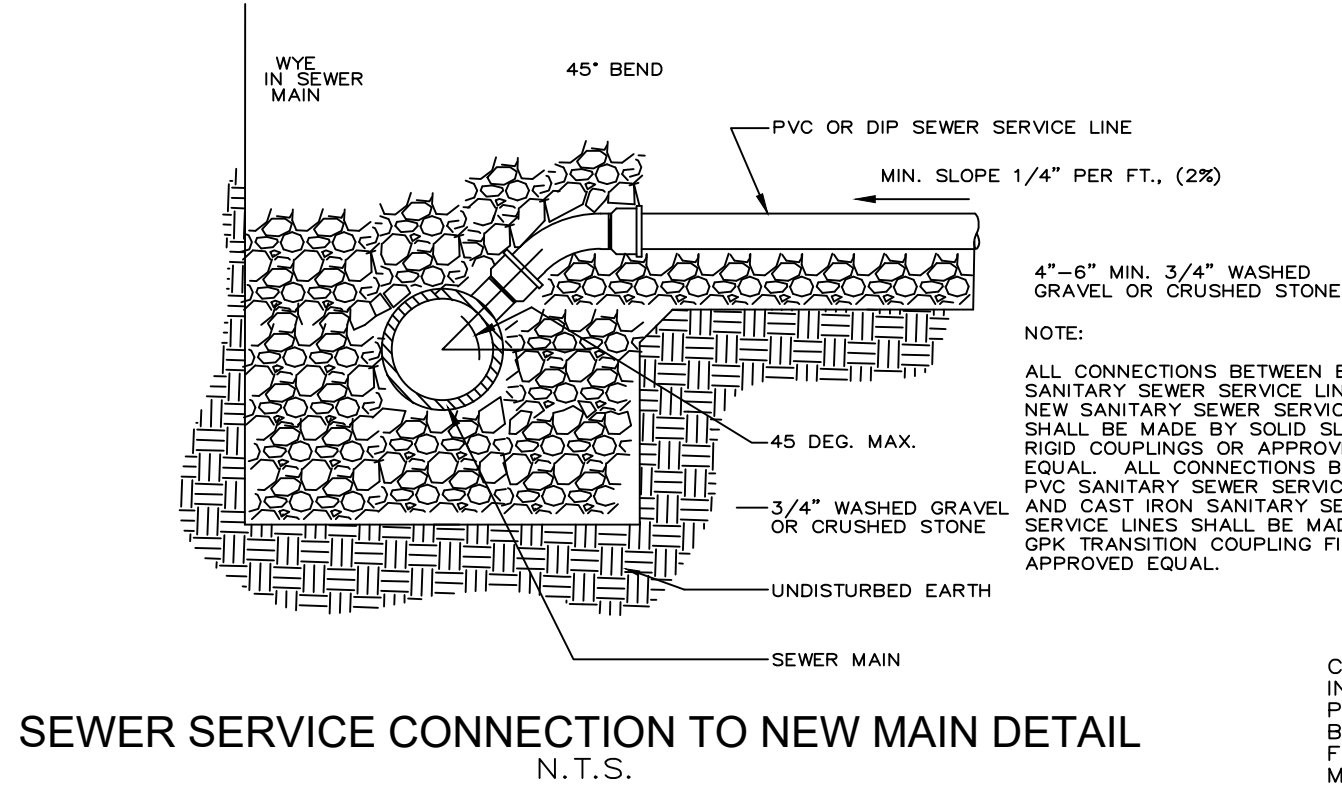 WYE
IN SEWER
MAIN
45° BEND
PVC OR DIP SEWER SERVICE LINE
MIN. SLOPE 1/4" PER FT., (2%)
4"-6" MIN. 3/4" WASHED
GRAVEL OR CRUSHED STONE
NOTE:
ALL CONNECTIONS BETWEEN
SANITARY SEWER SERVICE
NEW SANITARY SEWER
SHALL BE MADE BY SOLID
RIGID COUPLINGS OR
EQUAL. ALL CONNECTIONS
PVC SANITARY SEWER
AND CAST IRON SANITARY
SERVICE LINES SHALL BE
GPK TRANSITION COUPLING
APPROVED EQUAL.
45 DEG. MAX.
3/4" WASHED GRAVEL
OR CRUSHED STONE
UNDISTURBED EARTH
SEWER MAIN
SEWER SERVICE CONNECTION TO NEW MAIN DETAIL
N.T.S.